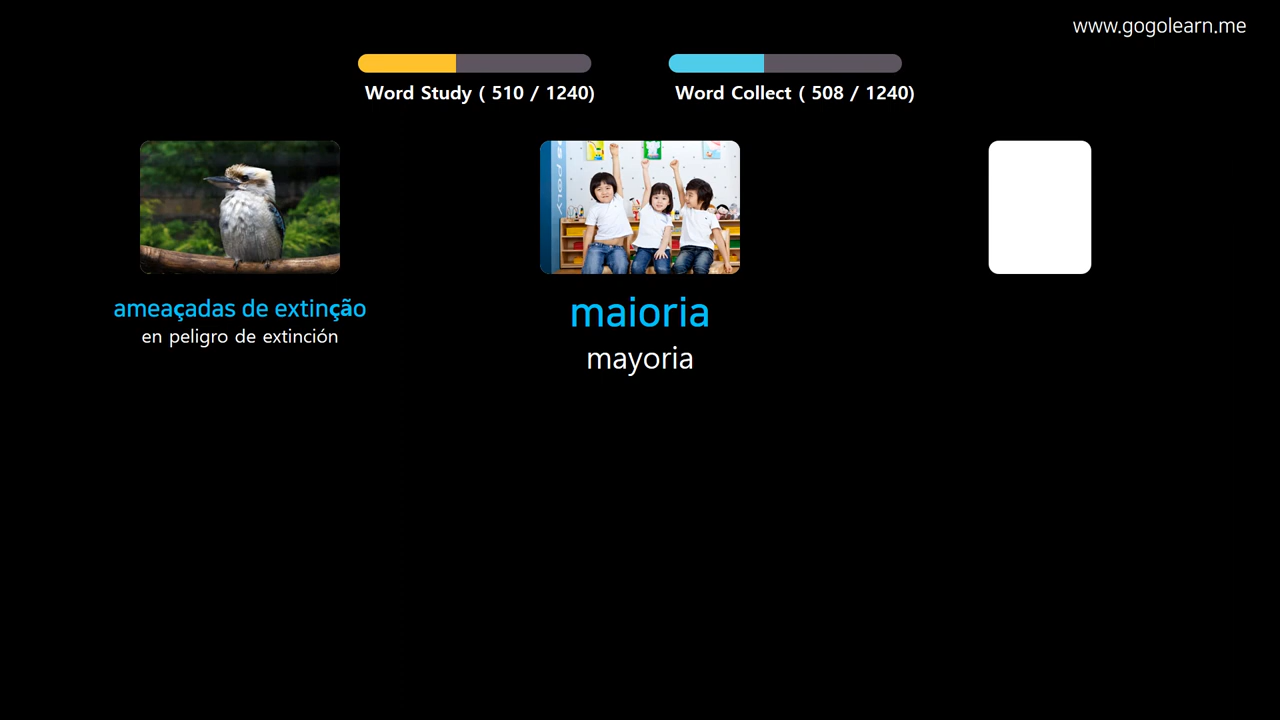 www.gogolearn.me
Word Study ( 510 / 1240)
Word Collect ( 508 / 1240)
ameaçadas de extinção
en peligro de extinción
maioria
mayoria